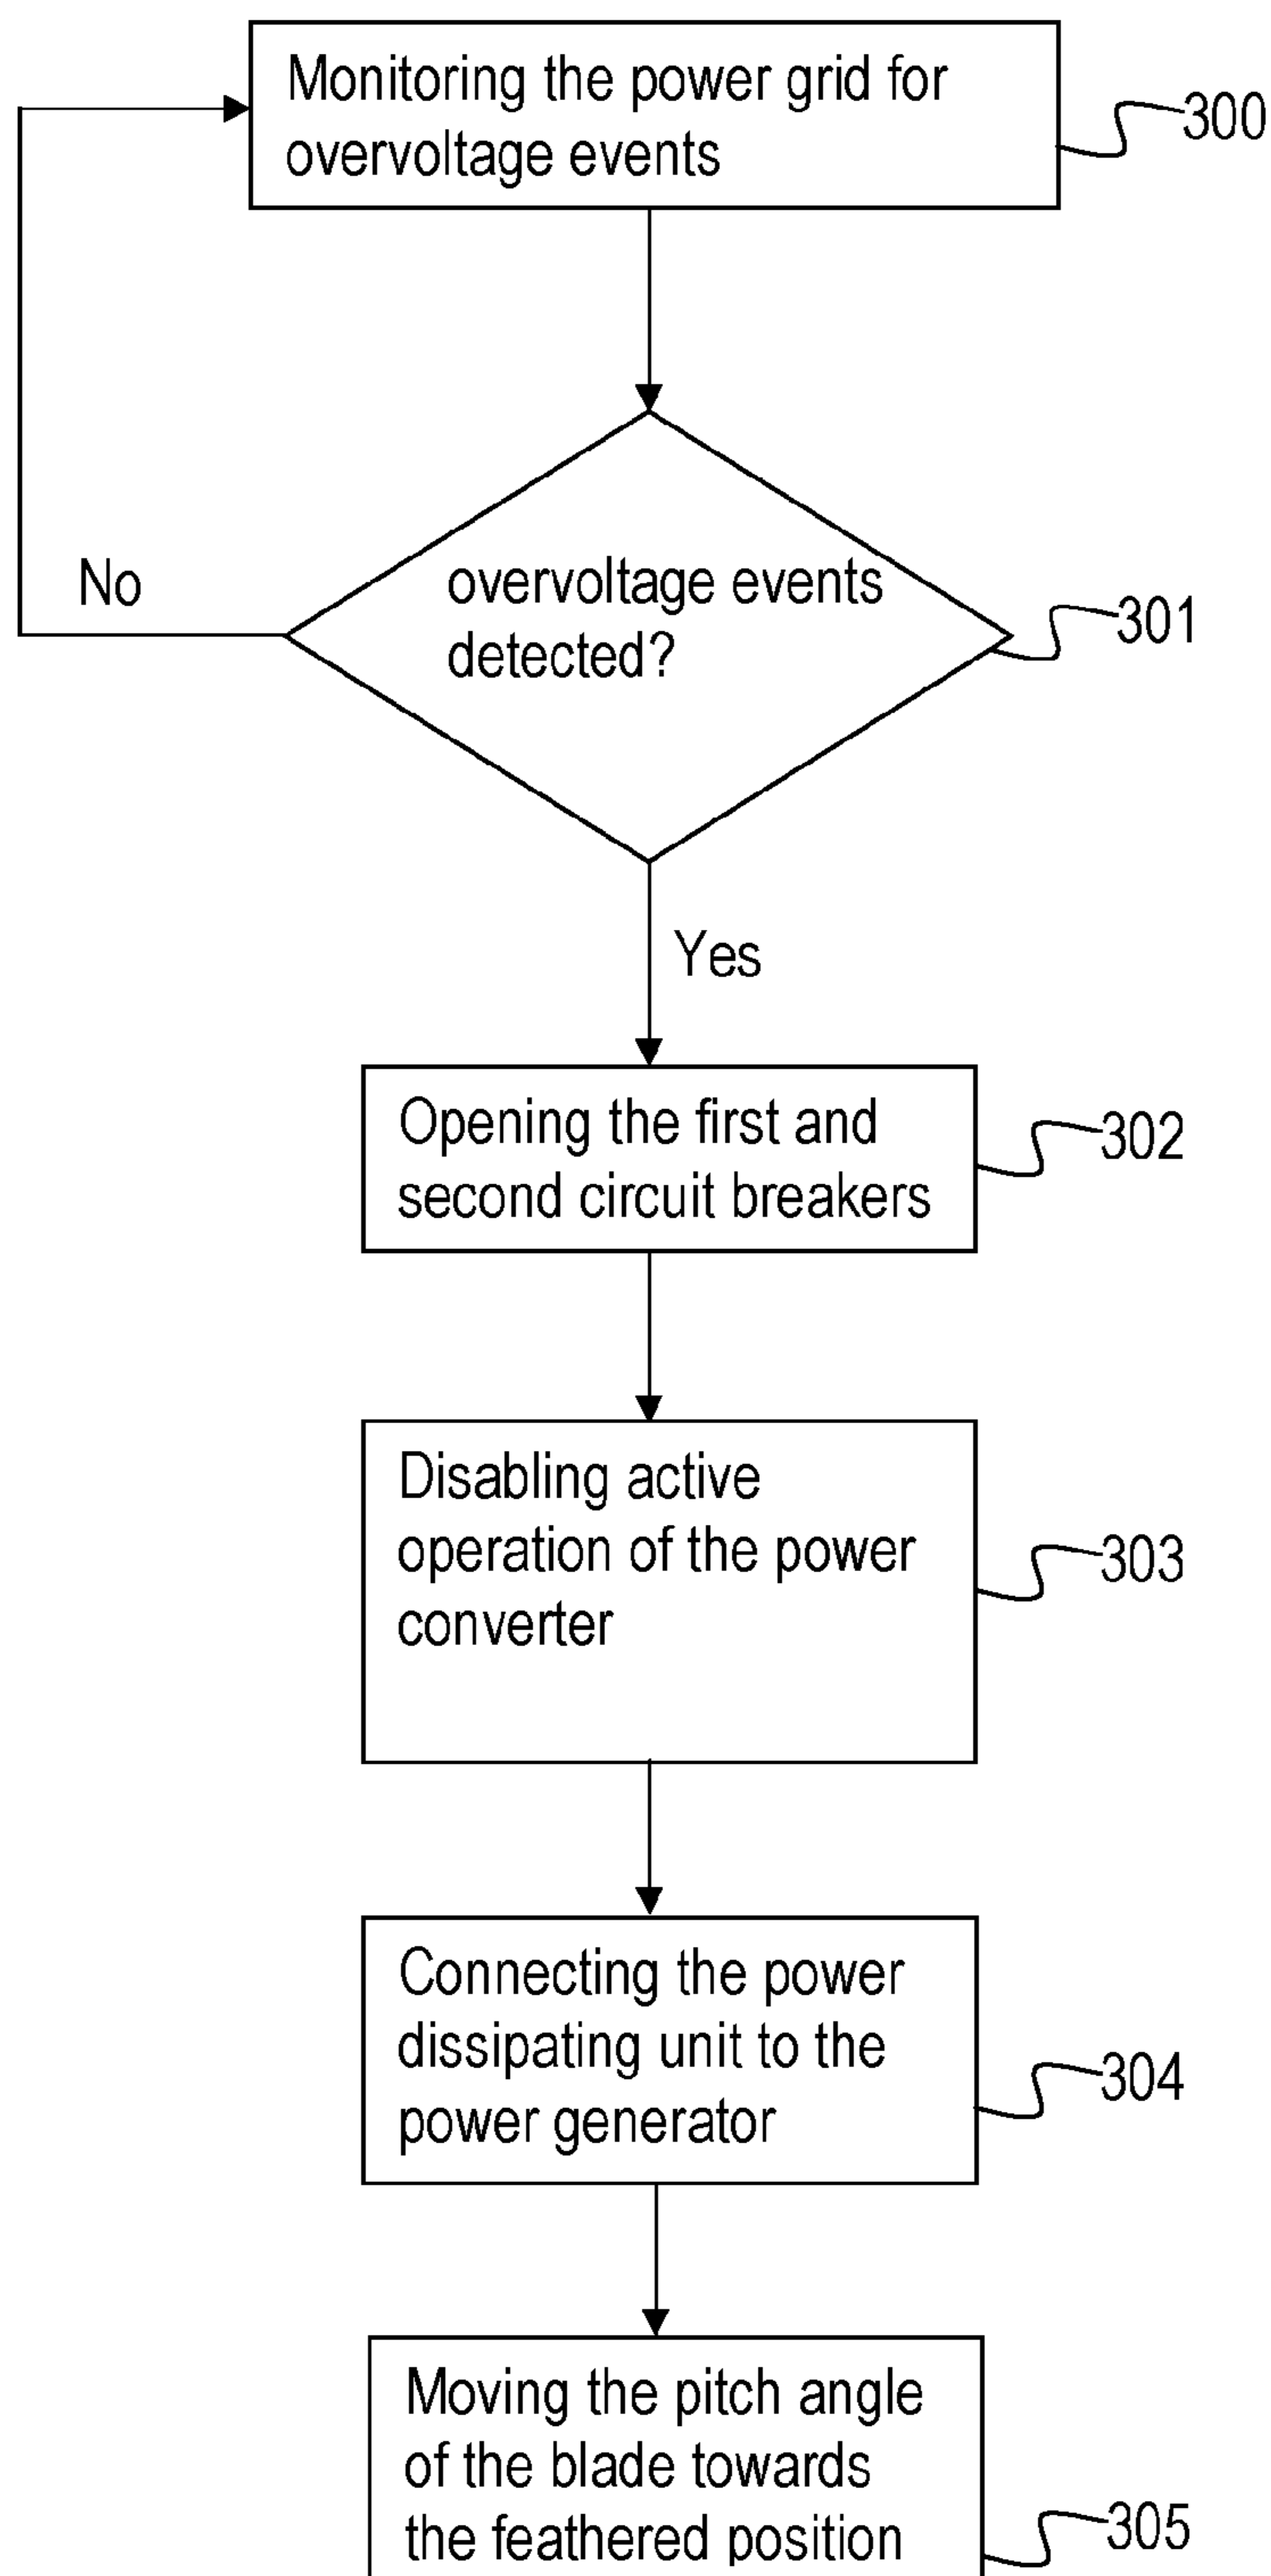 Monitoring the power grid for
overvoltage events
300
overvoltage events
detected?
301
No
Yes
Opening the first and
second circuit breakers
302
Disabling active
operation of the power
converter
303
Connecting the power
dissipating unit to the
power generator
304
Moving the pitch angle
of the blade towards
the feathered position
305